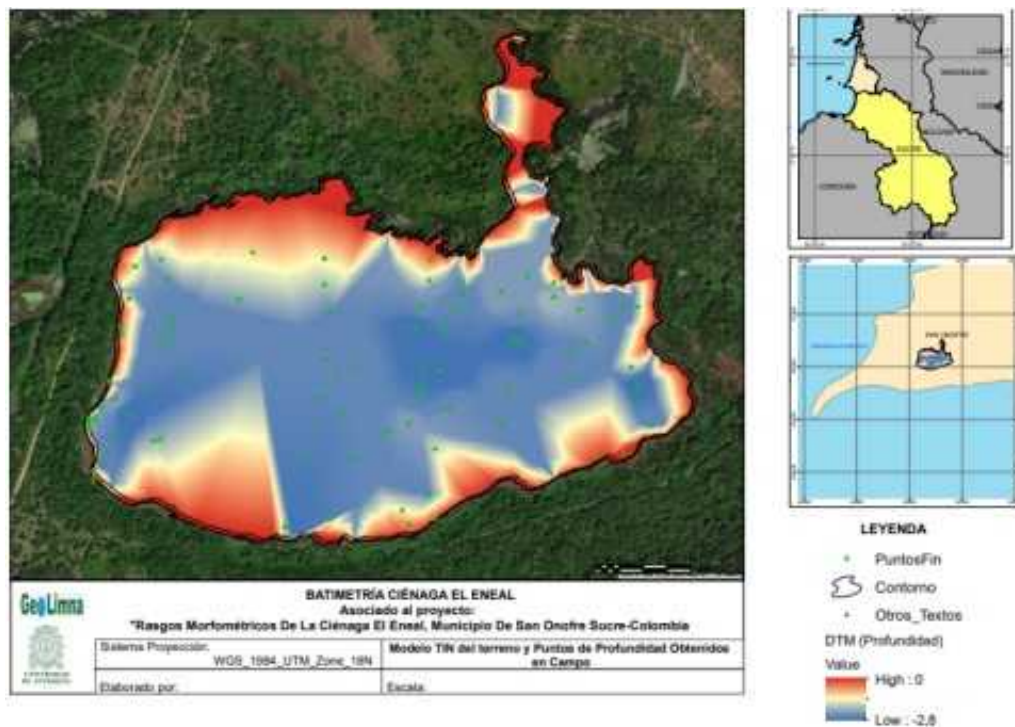 BATIMETRÍA CIÉNAGA EL ENEAL
Asociado al proyecto:
"Rasgos Morfométricos De La Ciénaga El Eneal, Municipio De San Onofre Sucre-Colombia
GeoLimna
Sistema Proyección:
WGS_1984_UTM_Zone_18N
Modelo TIN del terreno y Puntos de Profundidad Obtenidos
en Campo
Elaborado por:
Escala:
SUCRE
CORDOBA
LEYENDA
PuntosFin
Contorno
Otros_Textos
DTM (Profundidad)
Value
High : 0
Low : -2,8